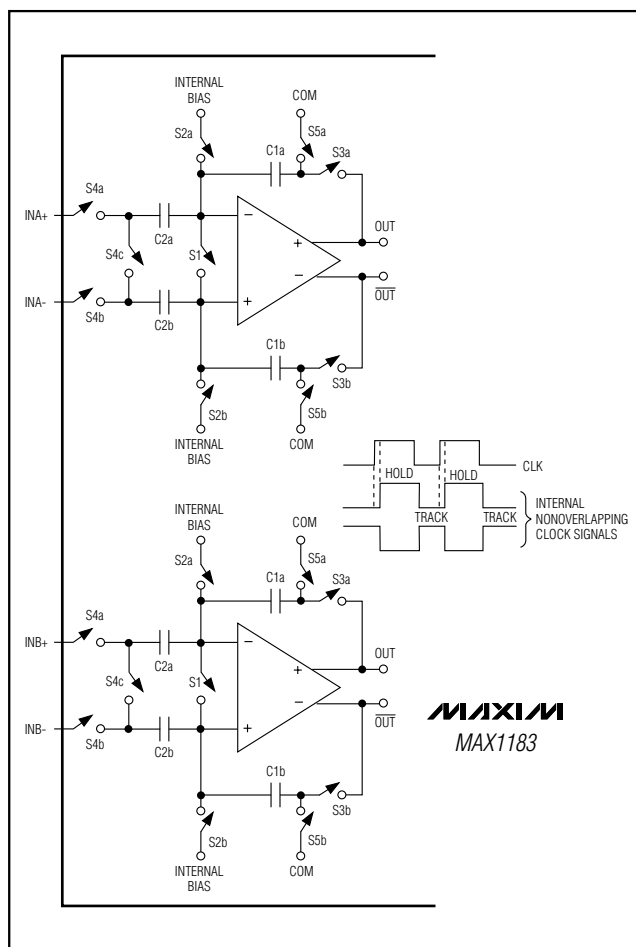 INTERNAL
BIAS
COM
S2a
S5a
C1a
S3a
S4a
INA+
C2a
S4c
S1
−
+
+
−
OUT
OUT
INA-
S4b
C2b
C1b
S3b
S2b
S5b
INTERNAL
BIAS
COM
HOLD
HOLD
CLK
TRACK
TRACK
INTERNAL
NONOVERLAPPING
CLOCK SIGNALS
INTERNAL
BIAS
COM
S2a
S5a
C1a
S3a
S4a
INB+
C2a
S4c
S1
−
+
+
−
OUT
OUT
INB-
S4b
C2b
C1b
S3b
S2b
S5b
INTERNAL
BIAS
COM
MAXIM
MAX1183